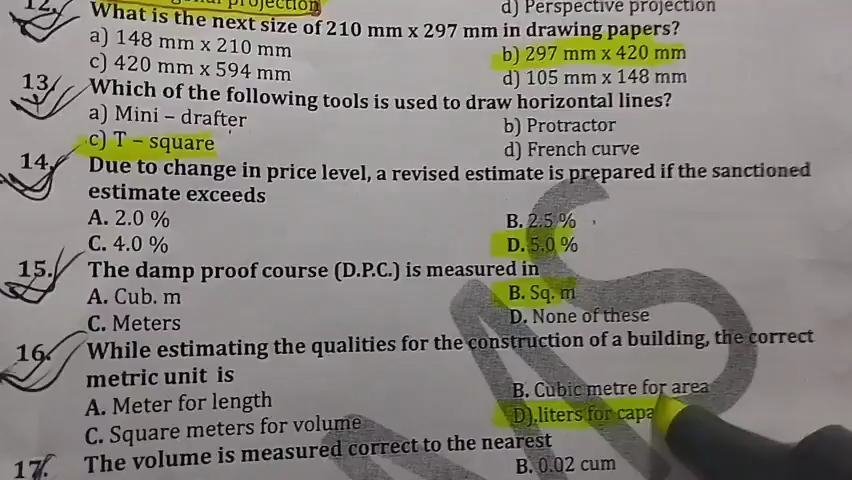 12. projection
d) Perspective projection
What is the next size of 210 mm x 297 mm in drawing papers?
a) 148 mm x 210 mm
b) 297 mm x 420 mm
c) 420 mm x 594 mm
d) 105 mm x 148 mm
13. Which of the following tools is used to draw horizontal lines?
a) Mini – drafter
b) Protractor
c) T – square
d) French curve
14. Due to change in price level, a revised estimate is prepared if the sanctioned
estimate exceeds
A. 2.0 %
B. 2.5 %
C. 4.0 %
D. 5.0 %
15. The damp proof course (D.P.C.) is measured in
A. Cub. m
B. Sq. m
C. Meters
D. None of these
16. While estimating the qualities for the construction of a building, the correct
metric unit is
A. Meter for length
B. Cubic metre for area
C. Square meters for volume
D).liters for capa
17. The volume is measured correct to the nearest
B. 0.02 cum